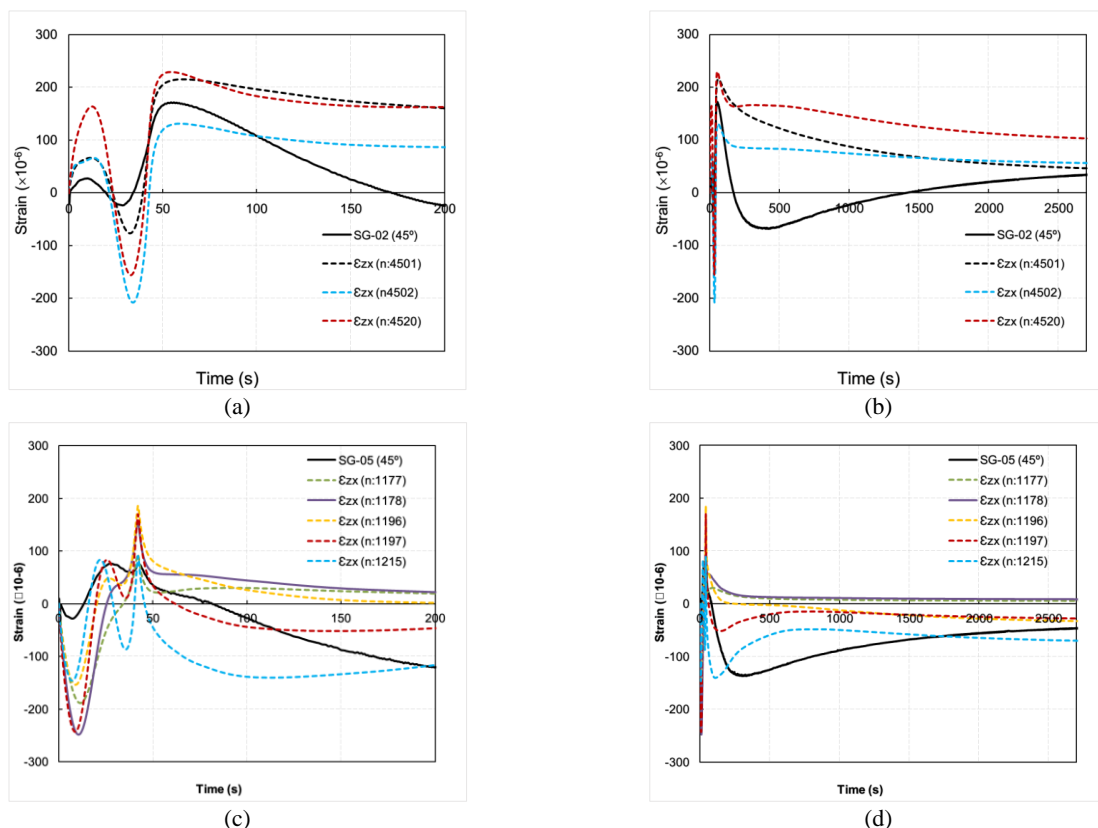 300
200
100
0
-100
-200
-300
Strain (×10⁻⁶)
0 50 100 150 200
SG-02 (45º)
Ɛzx (n:4501)
Ɛzx (n4502)
Ɛzx (n:4520)
Time (s)
(a)
300
200
100
0
-100
-200
-300
Strain (×10⁻⁶)
0 500 1000 1500 2000 2500
SG-02 (45º)
Ɛzx (n:4501)
Ɛzx (n4502)
Ɛzx (n:4520)
Time (s)
(b)
300
200
100
0
-100
-200
-300
Strain (□10-6)
0 50 100 150 200
SG-05 (45º)
Ɛzx (n:1177)
Ɛzx (n:1178)
Ɛzx (n:1196)
Ɛzx (n:1197)
Ɛzx (n:1215)
Time (s)
(c)
300
200
100
0
-100
-200
-300
Strain (□10-6)
0 500 1000 1500 2000 2500
SG-05 (45º)
Ɛzx (n:1177)
Ɛzx (n:1178)
Ɛzx (n:1196)
Ɛzx (n:1197)
Ɛzx (n:1215)
Time (s)
(d)